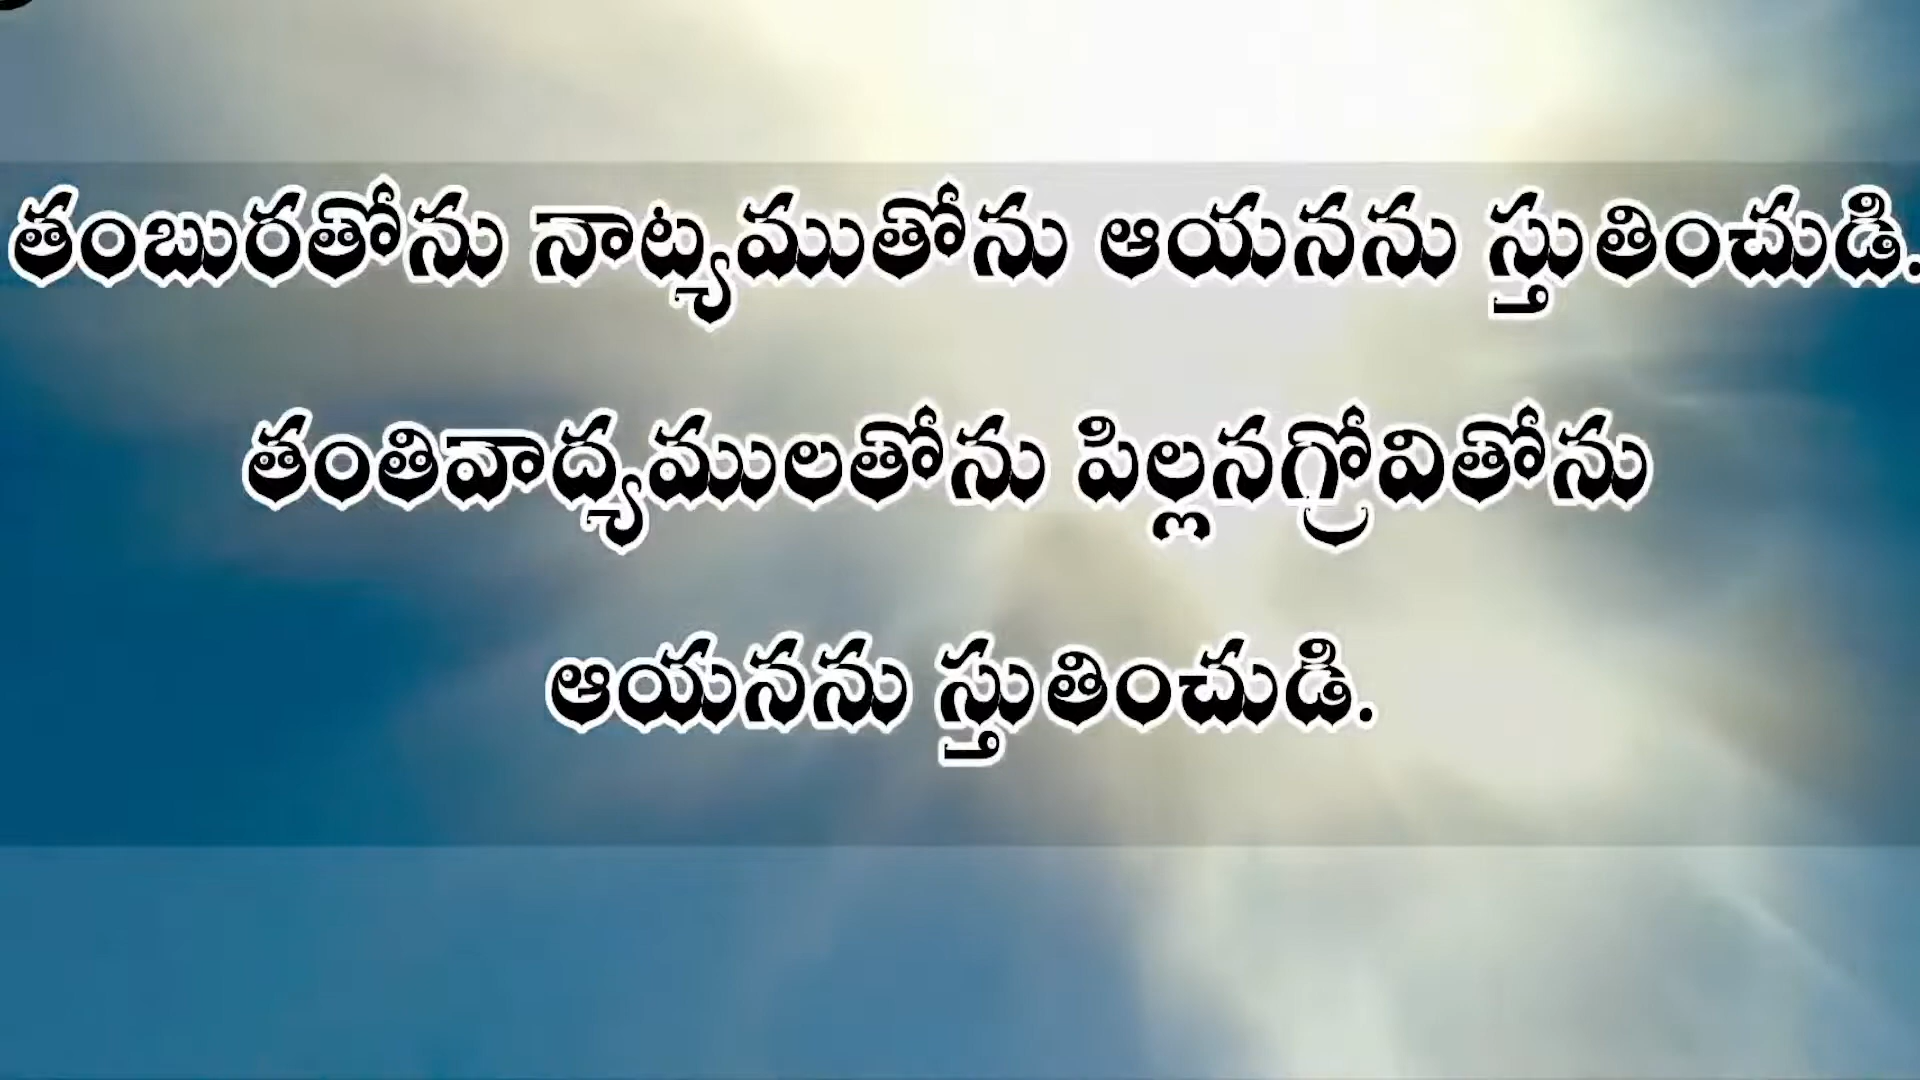 తంబురతోను నాట్యముతోను ఆయనను స్తుతించుడి.
తంతివాద్యములతోను పిల్లనగ్రోవితోను
ఆయనను స్తుతించుడి.